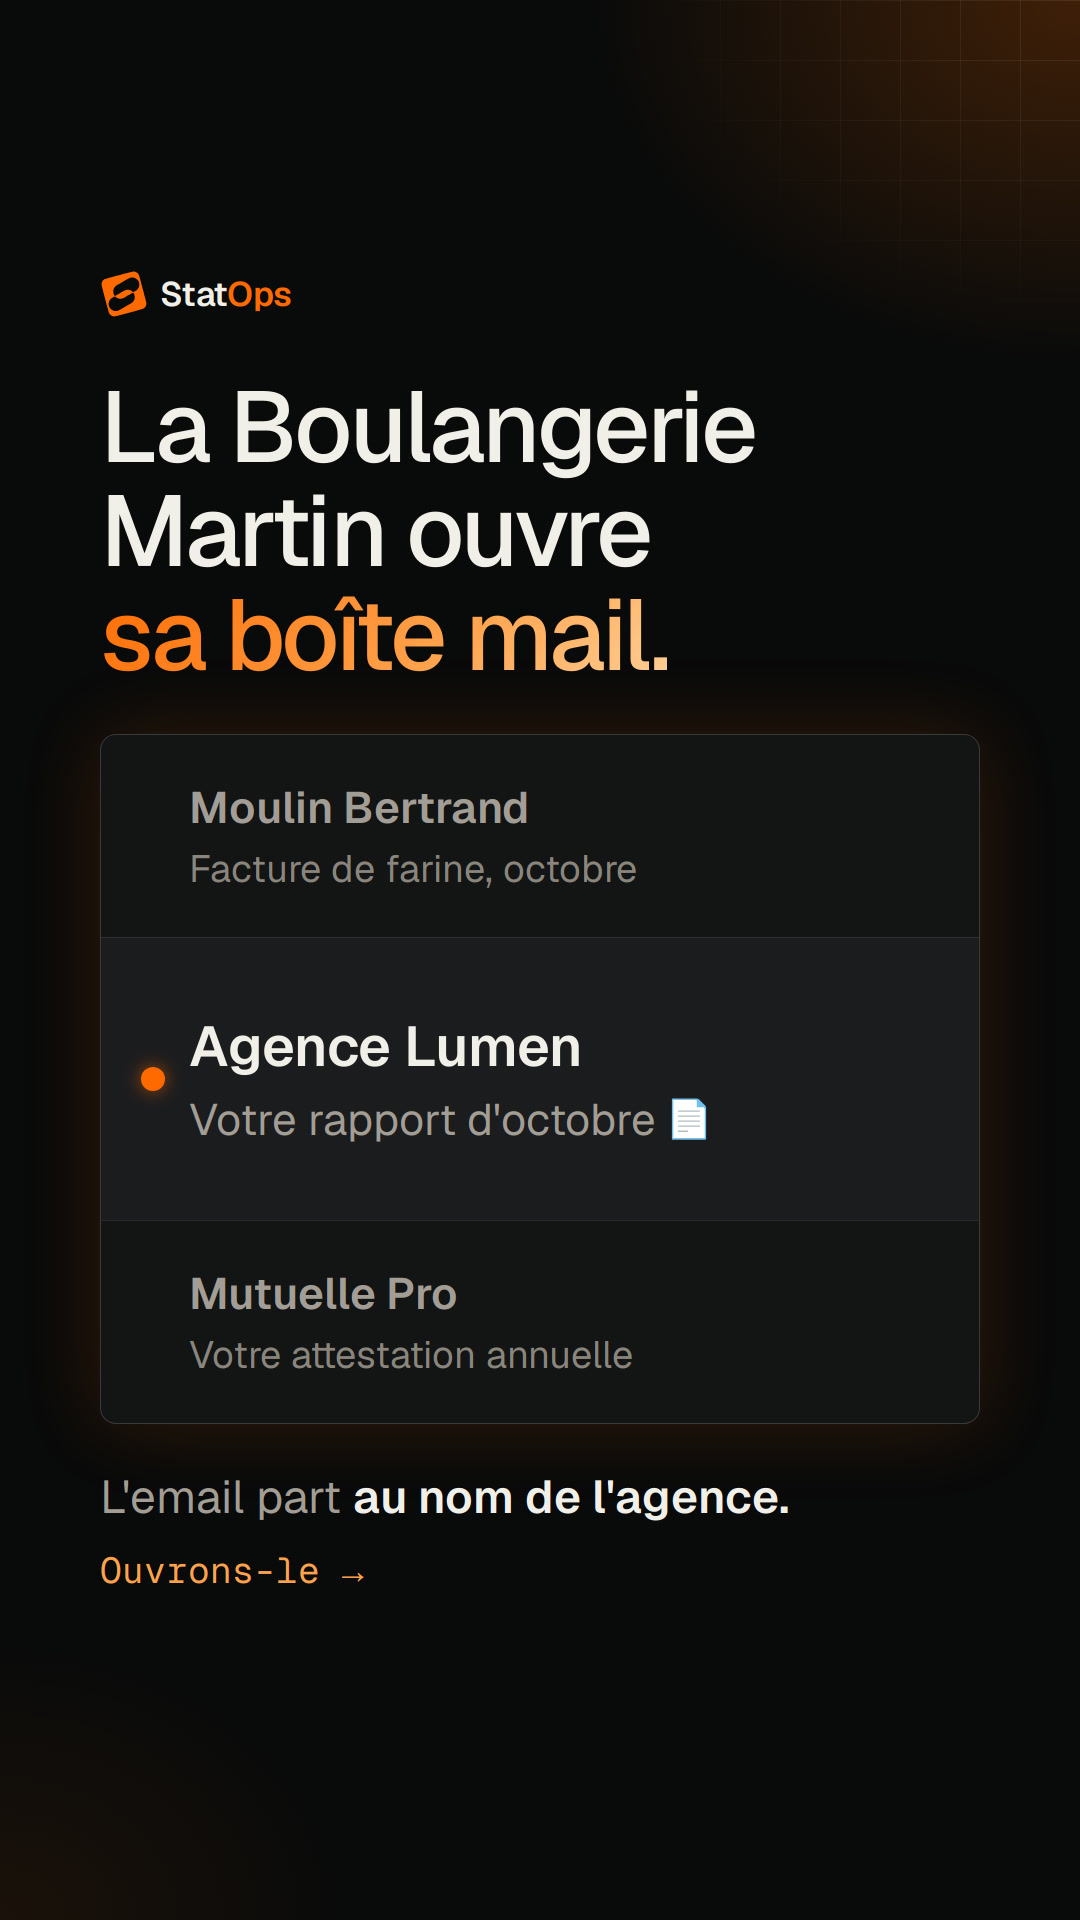 StatOps
La Boulangerie
Martin ouvre
sa boîte mail.
Moulin Bertrand
Facture de farine, octobre
Agence Lumen
Votre rapport d'octobre 📄
Mutuelle Pro
Votre attestation annuelle
L'email part au nom de l'agence.
Ouvrons-le →